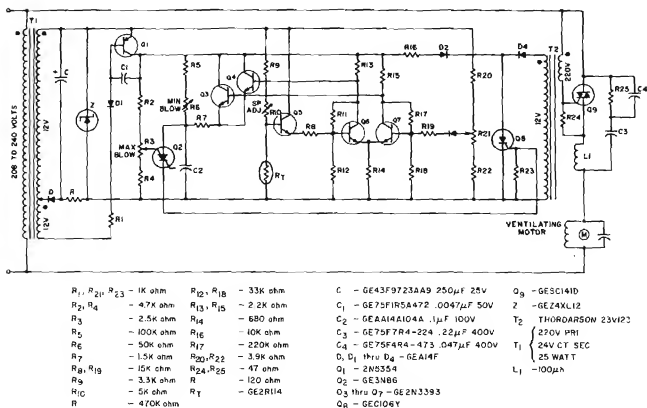 T1
208 TO 240 VOLTS
12V
12V
C
Z
D
R
C1
D1
Q1
R2
R3
MAX BLOW
R4
R1
Q2
R5
MIN BLOW
R6
R7
C2
Q3
Q4
R9
SP ADJ
R10
RT
Q5
R8
R11
R12
R13
Q6
R14
R15
Q7
R16
R17
R18
R19
D2
R20
R21
R22
Q8
R23
D4
T2
12V
220V
R24
Q9
L1
R25
C4
C3
VENTILATING MOTOR
M
R1, R21, R23 - 1K ohm
R2, R4 - 4.7K ohm
R3 - 2.5K ohm
R5 - 100K ohm
R6 - 50K ohm
R7 - 1.5K ohm
R8, R19 - 15K ohm
R9 - 3.3K ohm
R10 - 5K ohm
R - 470K ohm
R12, R18 - 33K ohm
R13, R15 - 2.2K ohm
R14 - 680 ohm
R16 - 10K ohm
R17 - 220K ohm
R20, R22 - 3.9K ohm
R24, R25 - 47 ohm
R - 120 ohm
RT - GE2R114
C - GE43F9723AA9 250µF 25V
C1 - GE75F1R5A472 .0047µF 50V
C2 - GEAA14A104A .1µF 100V
C3 - GE75F7R4-224 .22µF 400V
C4 - GE75F4R4-473 .047µF 400V
D, D1 thru D4 - GEA14F
Q1 - 2N5354
Q2 - GE3N86
Q3 thru Q7 - GE2N3393
Q8 - GEC106Y
Q9 - GESC141D
Z - GEZ4XL12
T2 THORDARSON 23V123
T1 { 220V PRI
24V CT SEC
25 WATT
L1 - 100µh